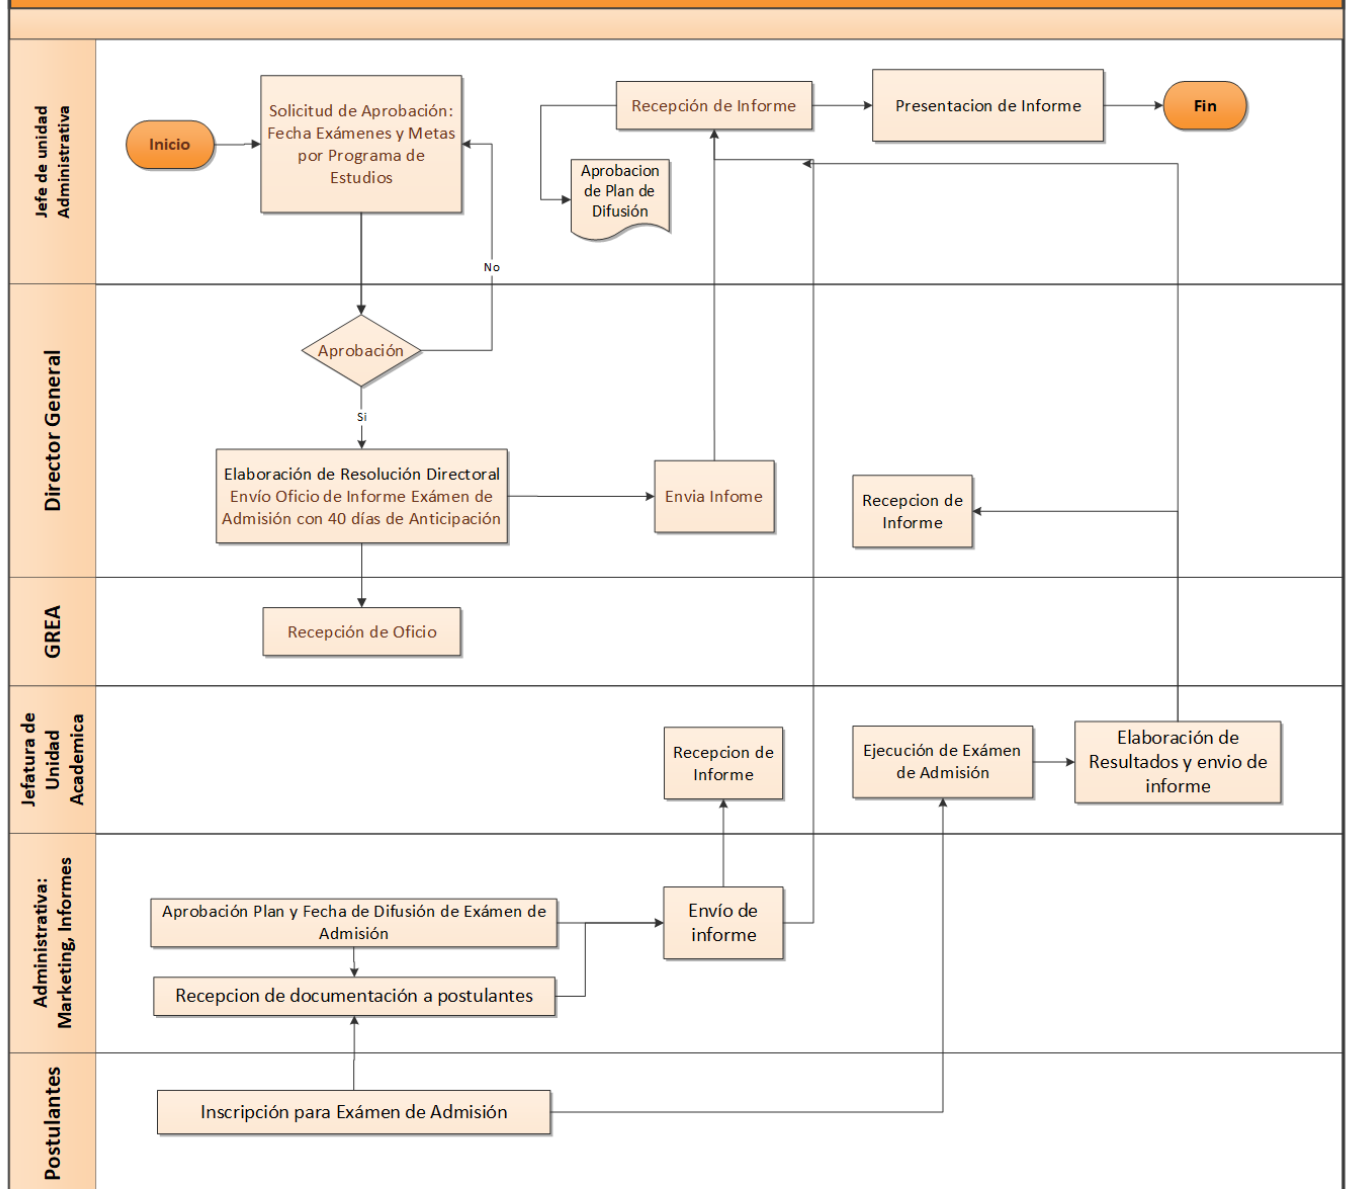 Jefe de unidad
Administrativa
Inicio
Solicitud de Aprobación:
Fecha Exámenes y Metas
por Programa de
Estudios
Recepción de Informe
Presentacion de Informe
Fin
Aprobacion
de Plan de
Difusión
No
Director General
Aprobación
Si
Elaboración de Resolución Directoral
Envío Oficio de Informe Exámen de
Admisión con 40 días de Anticipación
Envia Infome
Recepcion de
Informe
GREA
Recepción de Oficio
Jefatura de
Unidad
Academica
Recepcion de
Informe
Ejecución de Exámen
de Admisión
Elaboración de
Resultados y envio de
informe
Administrativa:
Marketing, Informes
Aprobación Plan y Fecha de Difusión de Exámen de
Admisión
Envío de
informe
Recepcion de documentación a postulantes
Postulantes
Inscripción para Exámen de Admisión